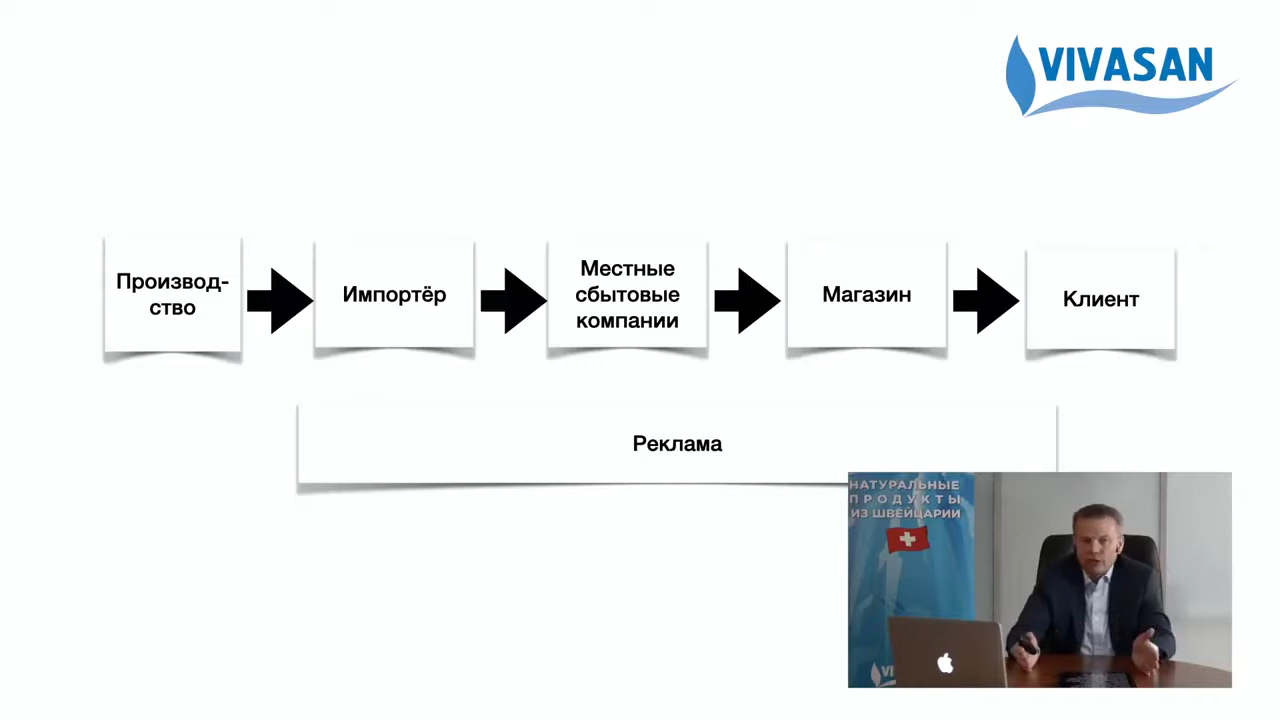 VIVASAN
Производ-
ство
Импортёр
Местные
сбытовые
компании
Магазин
Клиент
Реклама
НАТУРАЛЬНЫЕ
ПРОДУКТЫ
ИЗ ШВЕЙЦАРИИ